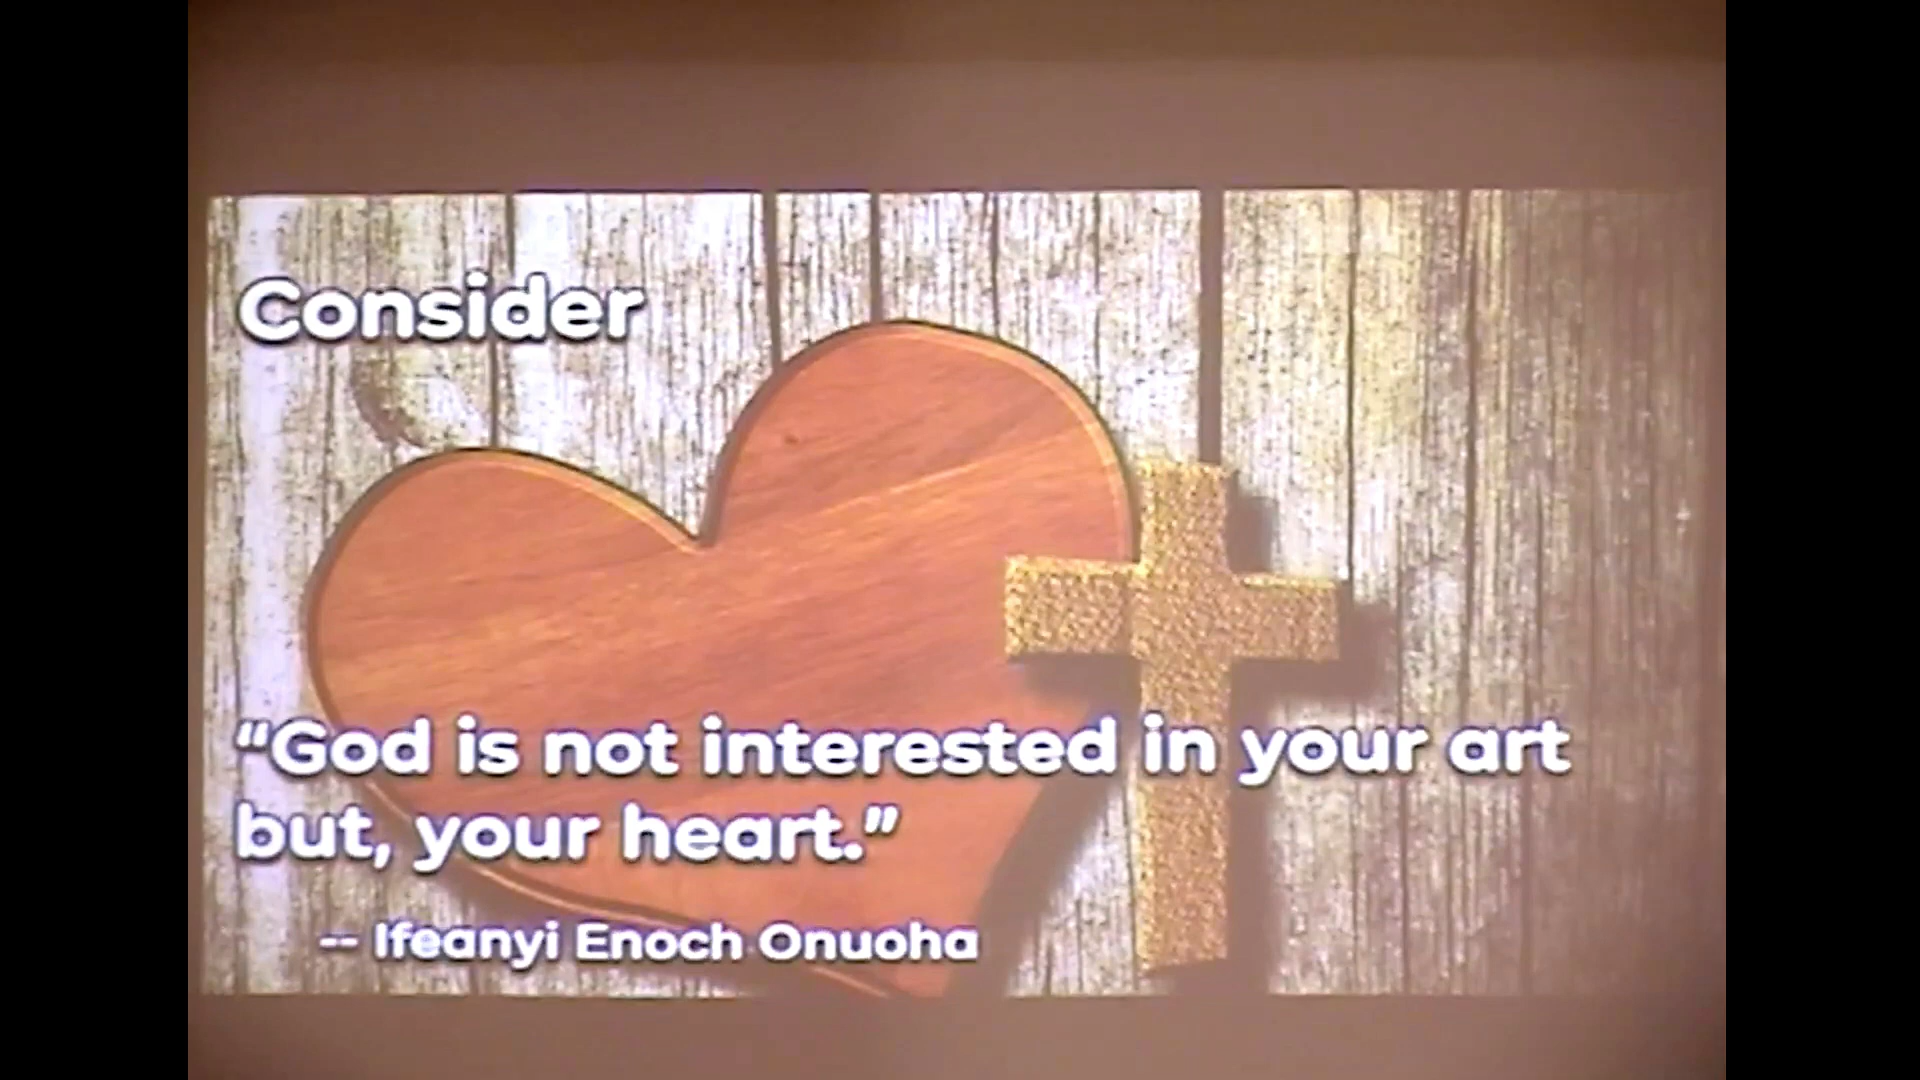 Consider
“God is not interested in your art
but, your heart.”
-- Ifeanyi Enoch Onuoha